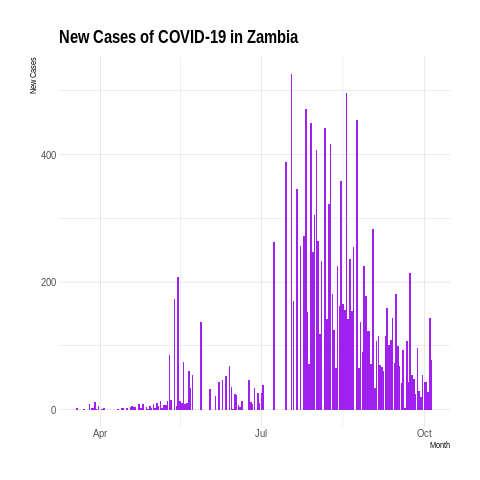 New Cases of COVID-19 in Zambia
New Cases
400
200
0
Apr
Jul
Oct
Month